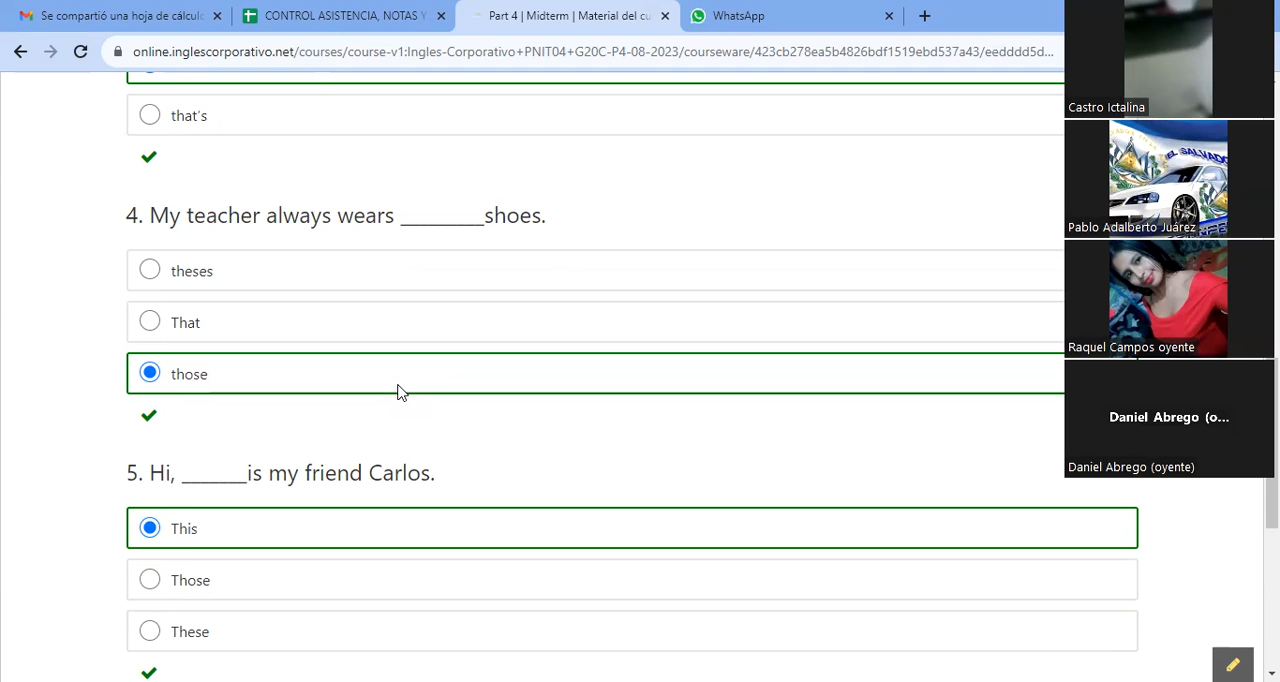 Se compartió una hoja de cálculo
CONTROL ASISTENCIA, NOTAS Y
Part 4 | Midterm | Material del cu
WhatsApp
online.inglescorporativo.net/courses/course-v1:Ingles-Corporativo+PNIT04+G20C-P4-08-2023/courseware/423cb278ea5b4826bdf1519ebd537a43/eedddd5d...
that's
4. My teacher always wears ________shoes.
theses
That
those
5. Hi, _______is my friend Carlos.
This
Those
These
Castro Ictalina
EL SALVADO
Pablo Adalberto Juárez
Raquel Campos oyente
Daniel Abrego (o...
Daniel Abrego (oyente)